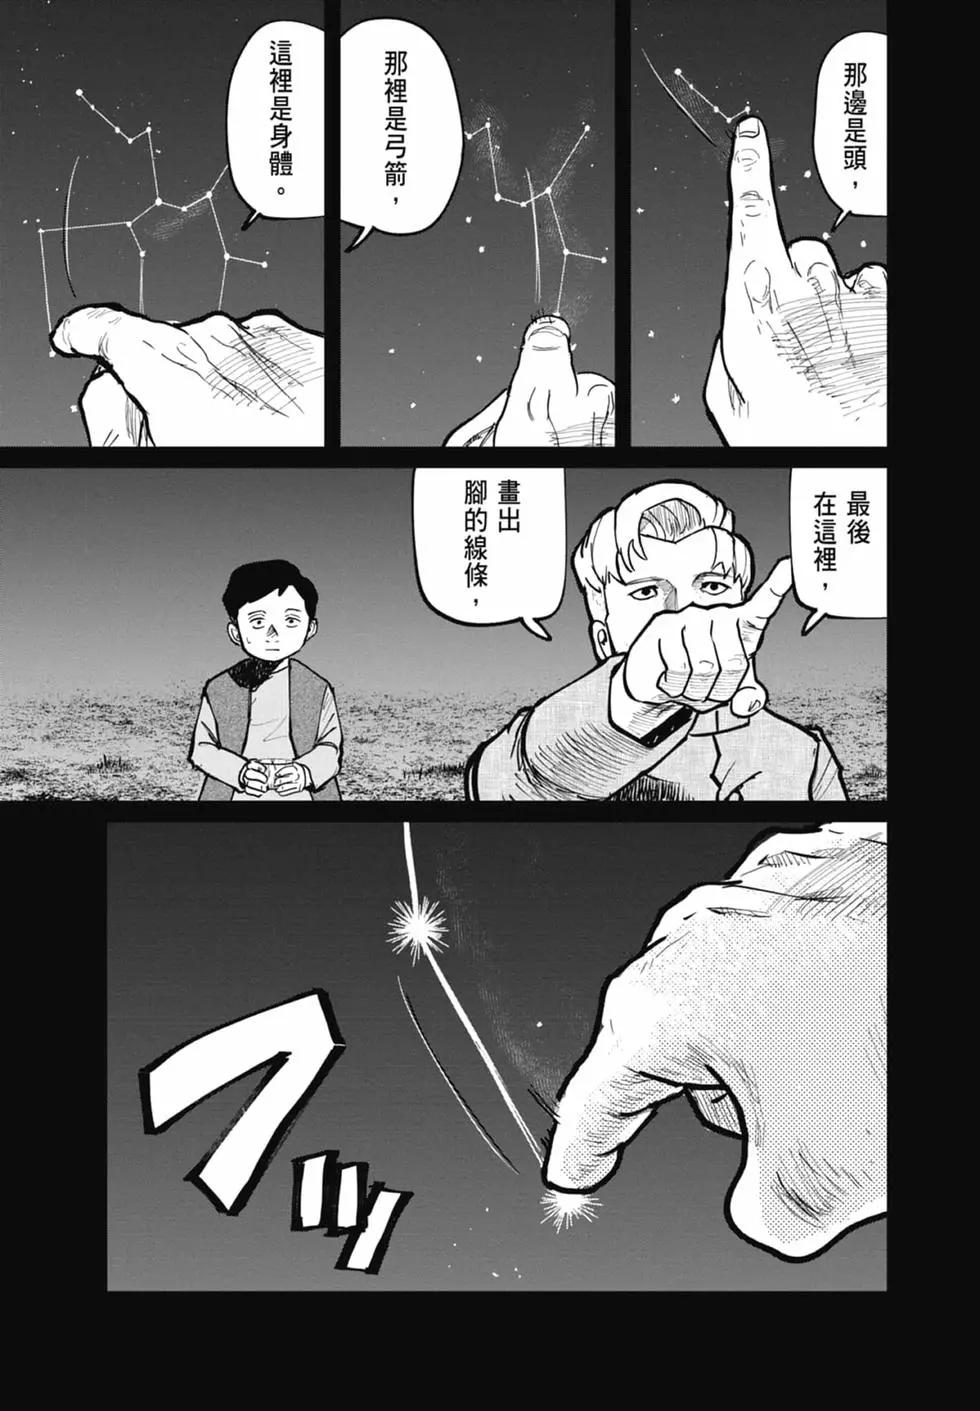 那邊是頭，
那裡是弓箭，
這裡是身體。
最後
在這裡，
畫出
腳的線條，
フッ